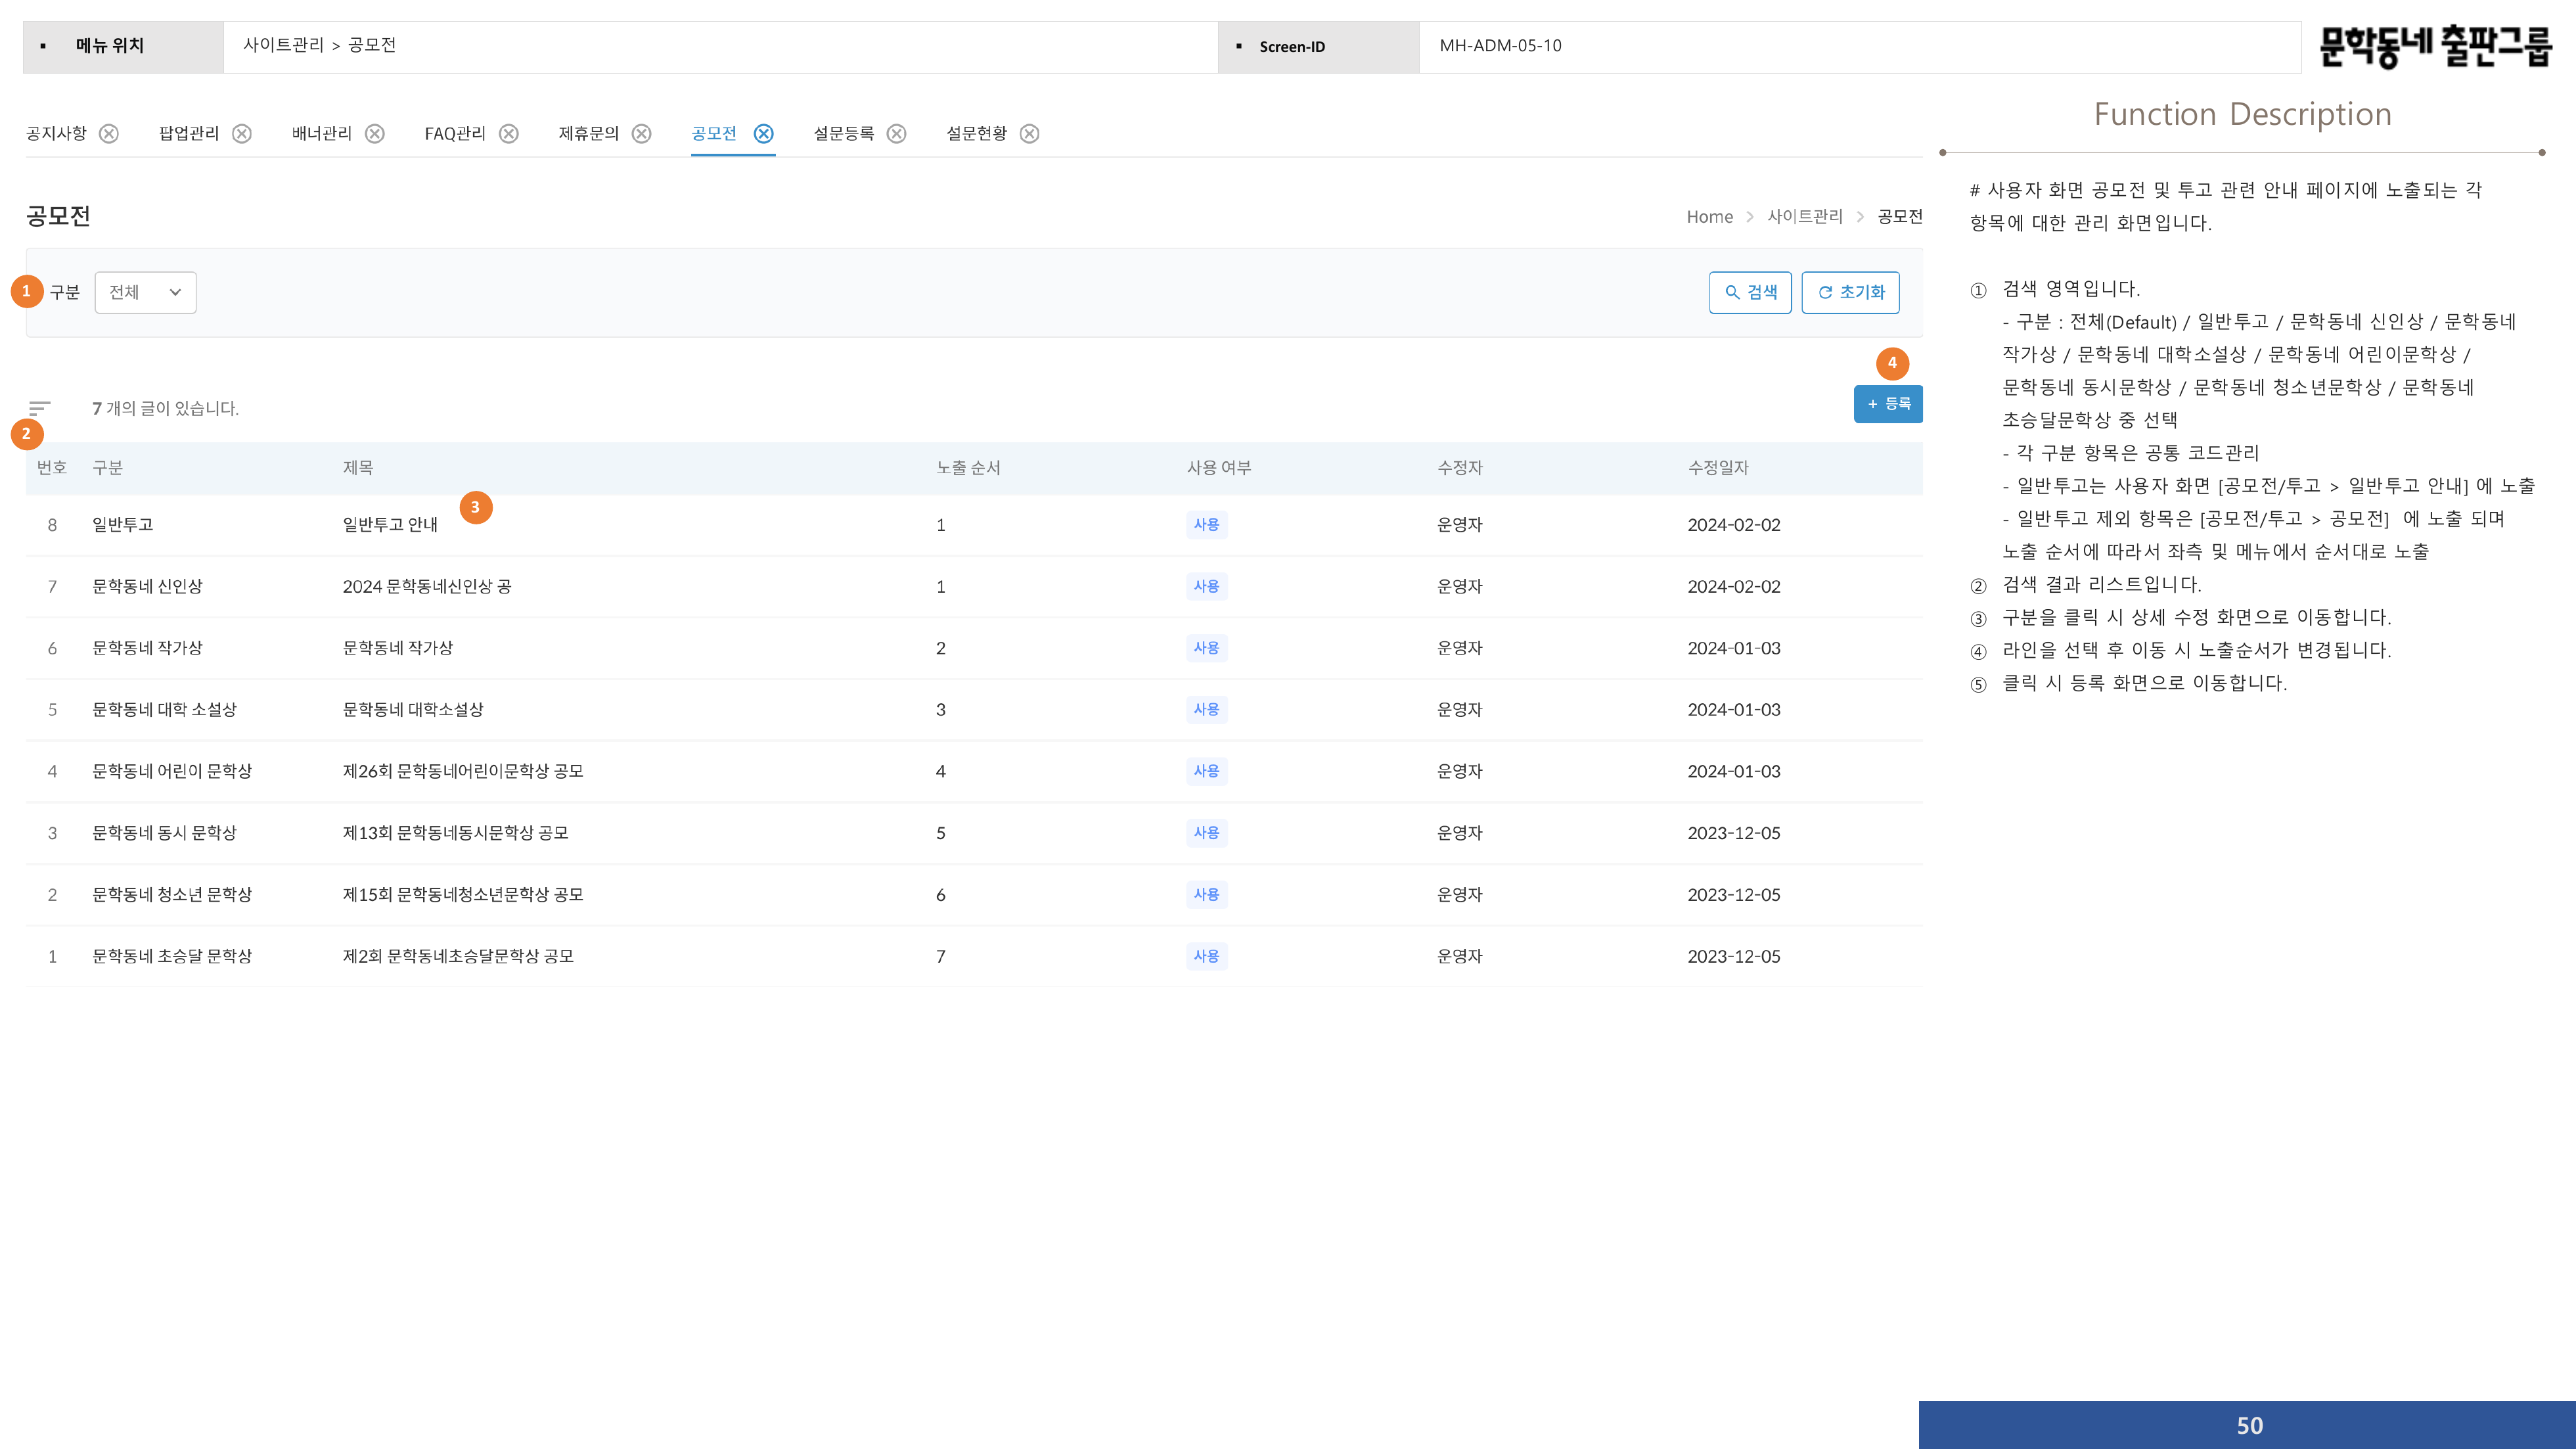 ▪ 메뉴 위치 사이트관리 > 공모전 ▪ Screen-ID MH-ADM-05-10 문학동네 출판그룹
공지사항 팝업관리 배너관리 FAQ관리 제휴문의 공모전 설문등록 설문현황
공모전 Home > 사이트관리 > 공모전
1 구분 전체 검색 초기화
4
7 개의 글이 있습니다. + 등록
2
번호 구분 제목 노출 순서 사용 여부 수정자 수정일자
3
8 일반투고 일반투고 안내 1 사용 운영자 2024-02-02
7 문학동네 신인상 2024 문학동네신인상 공 1 사용 운영자 2024-02-02
6 문학동네 작가상 문학동네 작가상 2 사용 운영자 2024-01-03
5 문학동네 대학 소설상 문학동네 대학소설상 3 사용 운영자 2024-01-03
4 문학동네 어린이 문학상 제26회 문학동네어린이문학상 공모 4 사용 운영자 2024-01-03
3 문학동네 동시 문학상 제13회 문학동네동시문학상 공모 5 사용 운영자 2023-12-05
2 문학동네 청소년 문학상 제15회 문학동네청소년문학상 공모 6 사용 운영자 2023-12-05
1 문학동네 초승달 문학상 제2회 문학동네초승달문학상 공모 7 사용 운영자 2023-12-05
Function Description
# 사용자 화면 공모전 및 투고 관련 안내 페이지에 노출되는 각
항목에 대한 관리 화면입니다.
① 검색 영역입니다.
- 구분 : 전체(Default) / 일반투고 / 문학동네 신인상 / 문학동네
작가상 / 문학동네 대학소설상 / 문학동네 어린이문학상 /
문학동네 동시문학상 / 문학동네 청소년문학상 / 문학동네
초승달문학상 중 선택
- 각 구분 항목은 공통 코드관리
- 일반투고는 사용자 화면 [공모전/투고 > 일반투고 안내] 에 노출
- 일반투고 제외 항목은 [공모전/투고 > 공모전] 에 노출 되며
노출 순서에 따라서 좌측 및 메뉴에서 순서대로 노출
② 검색 결과 리스트입니다.
③ 구분을 클릭 시 상세 수정 화면으로 이동합니다.
④ 라인을 선택 후 이동 시 노출순서가 변경됩니다.
⑤ 클릭 시 등록 화면으로 이동합니다.
50